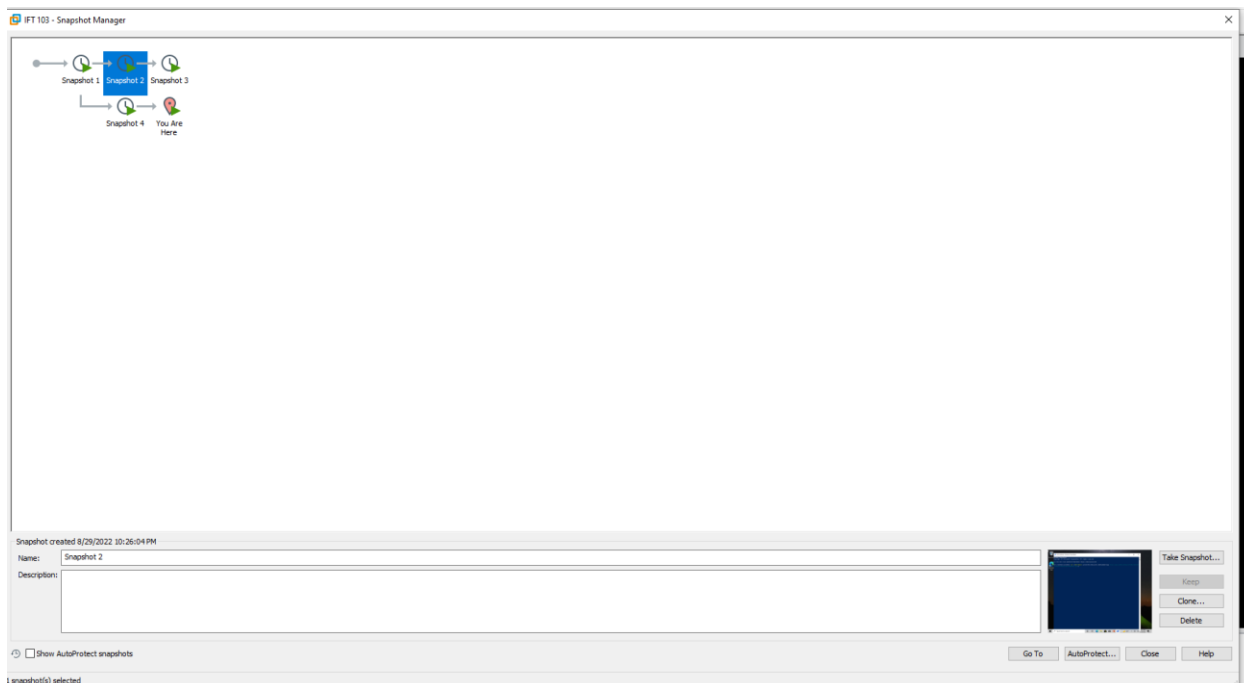 IFT 103 - Snapshot Manager
Snapshot 1 Snapshot 2 Snapshot 3
Snapshot 4 You Are
Here
Snapshot created 8/29/2022 10:26:04 PM
Name: Snapshot 2 Take Snapshot...
Description:
Keep
Clone...
Delete
Show AutoProtect snapshots Go To AutoProtect... Close Help
1 snapshot(s) selected